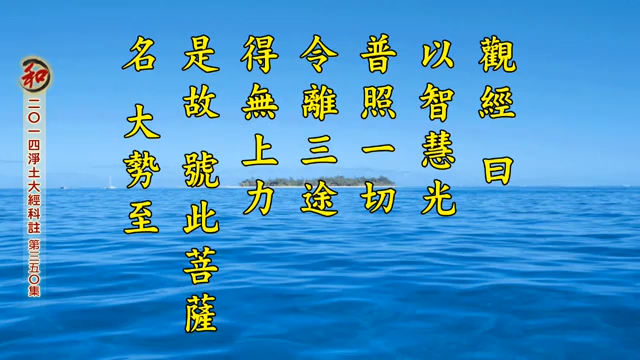 觀經 曰
以智慧光
普照一切
令離三途
得無上力
是故 號此菩薩
名 大勢至
和
二〇一四淨土大經科註 第三五〇集